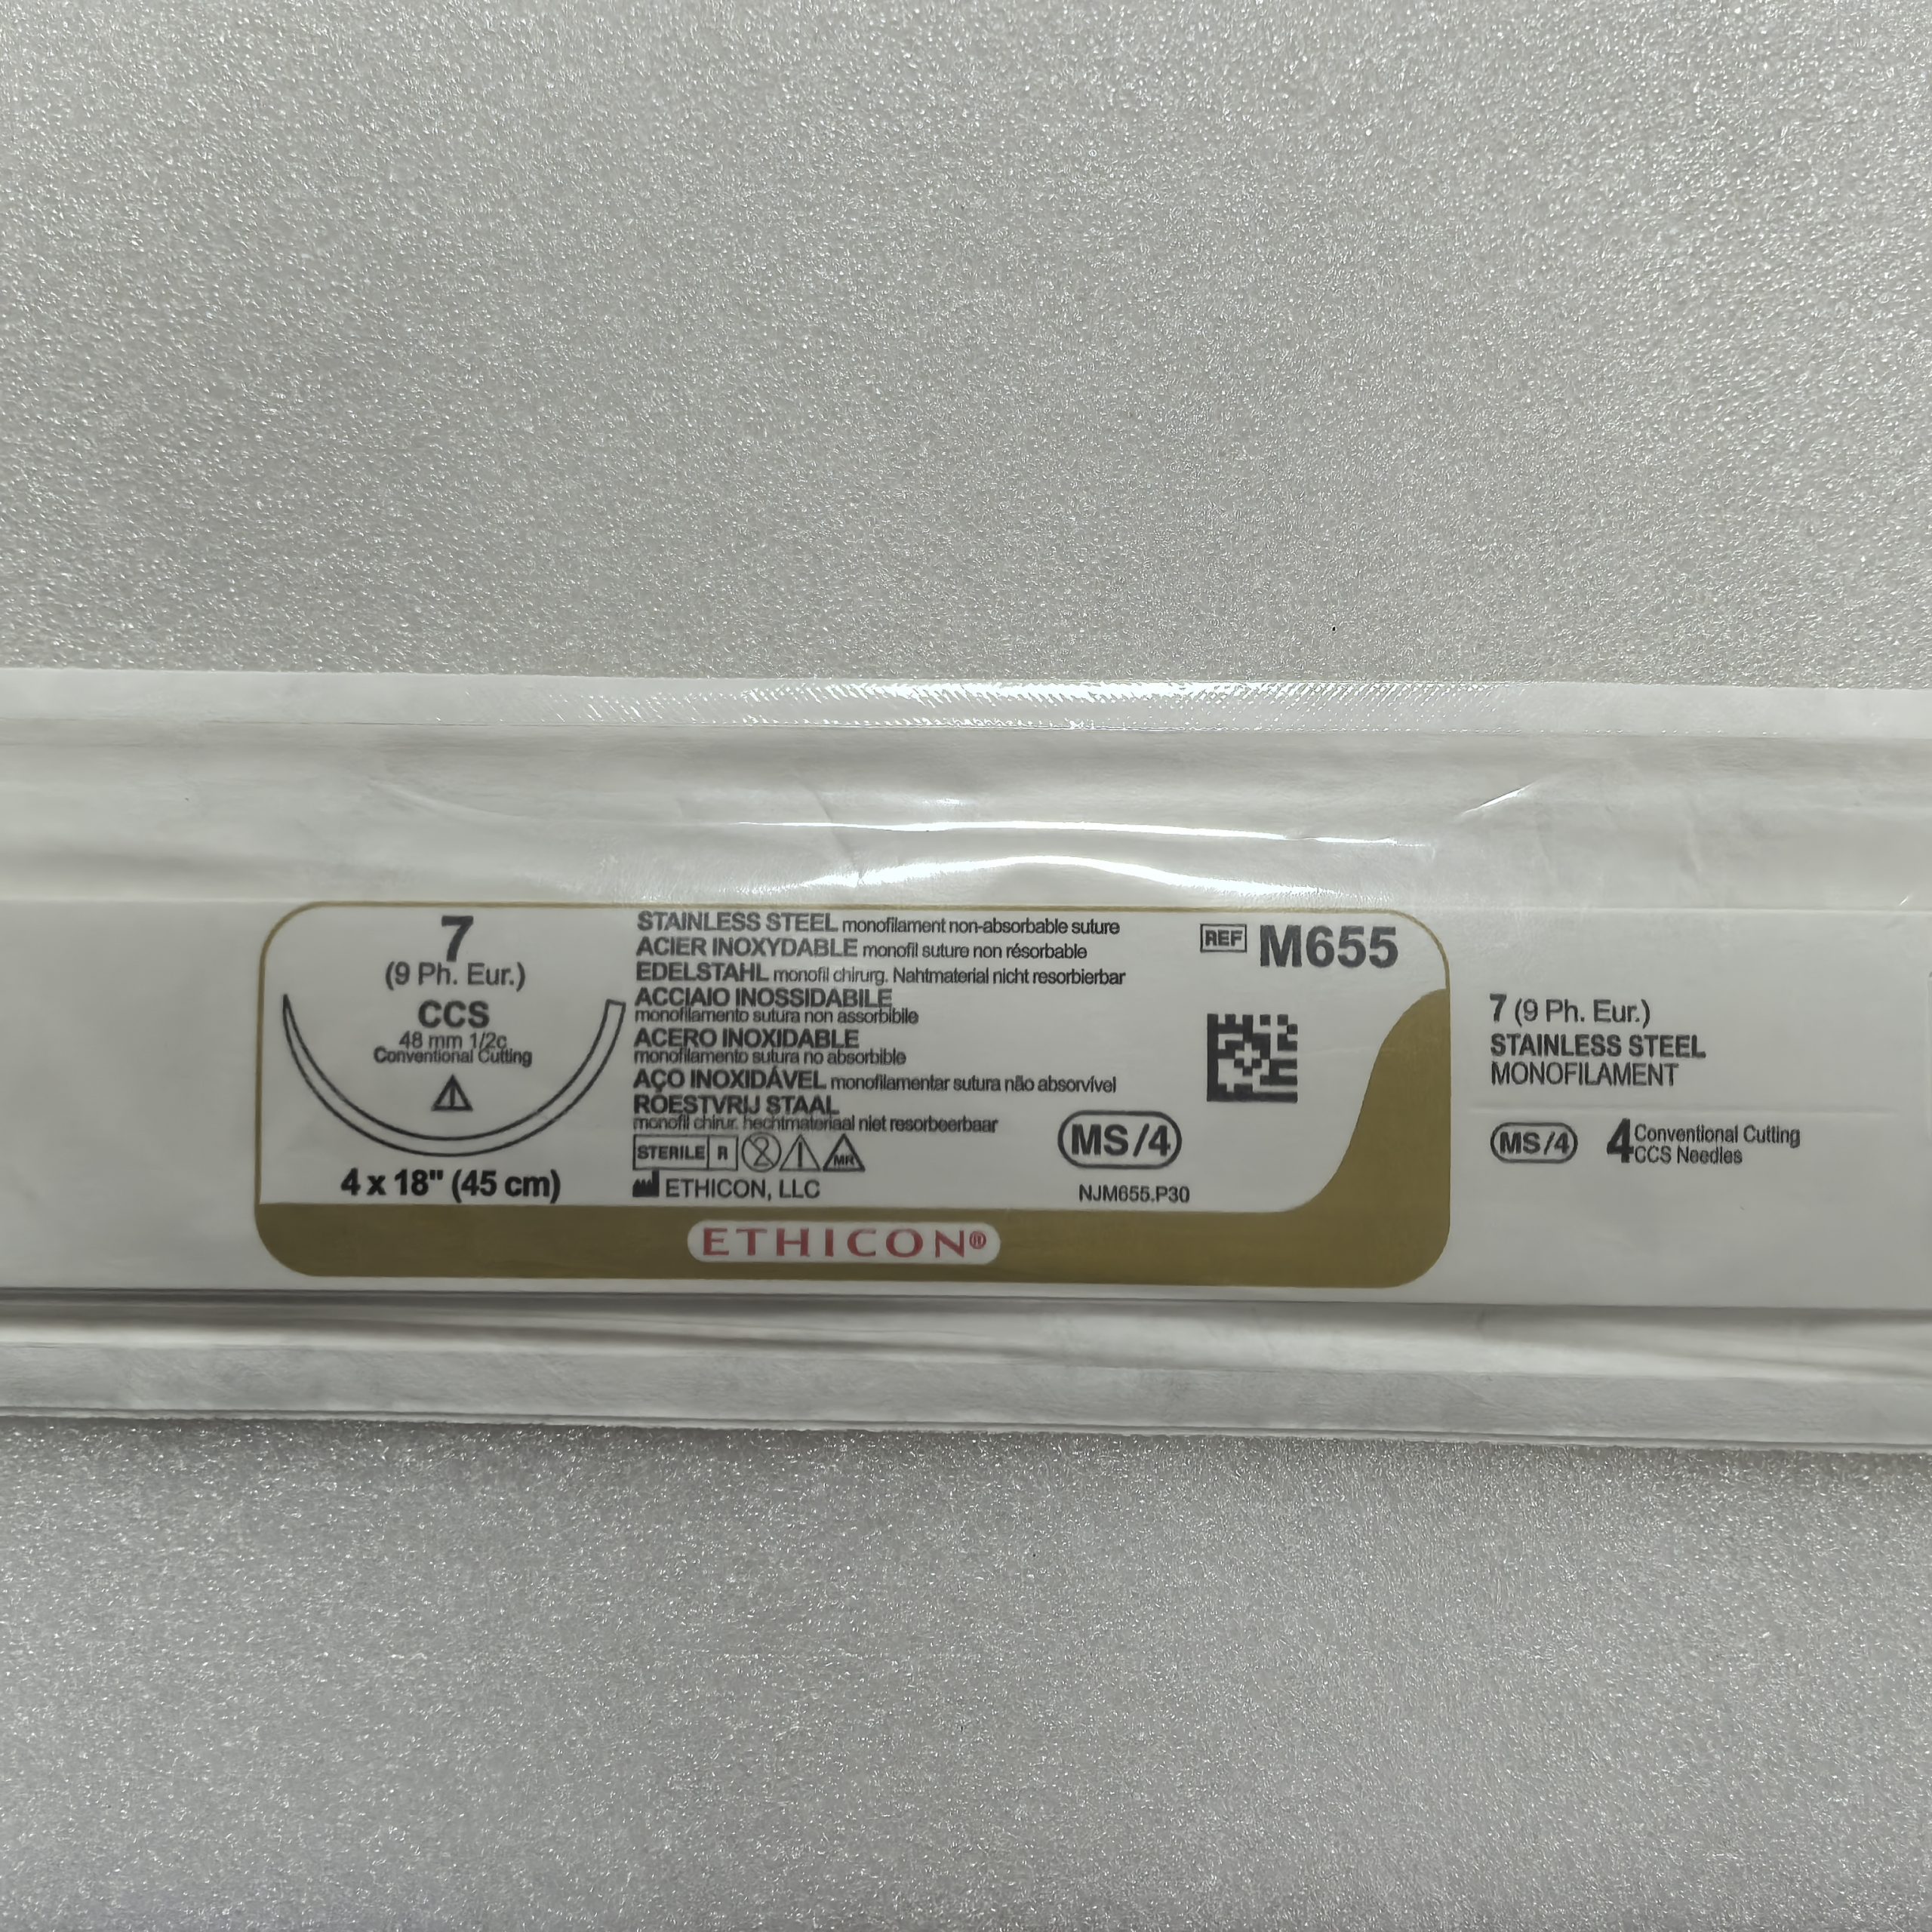 7
(9 Ph. Eur.)
CCS
48 mm 1/2c
Conventional Cutting
4 x 18" (45 cm)
STAINLESS STEEL monofilament non-absorbable suture
ACIER INOXYDABLE monofil suture non résorbable
EDELSTAHL monofil chirurg. Nahtmaterial nicht resorbierbar
ACCIAIO INOSSIDABILE
monofilamento sutura non assorbibile
ACERO INOXIDABLE
monofilamento sutura no absorbible
AÇO INOXIDÁVEL monofilamentar sutura não absorvível
ROESTVRIJ STAAL
monofil chirur. hechtmateriaal niet resorbeerbaar
STERILE R 2 MR
ETHICON, LLC
REF M655
MS/4
NJM655.P30
ETHICON®
7 (9 Ph. Eur.)
STAINLESS STEEL
MONOFILAMENT
MS/4 4 Conventional Cutting
CCS Needles